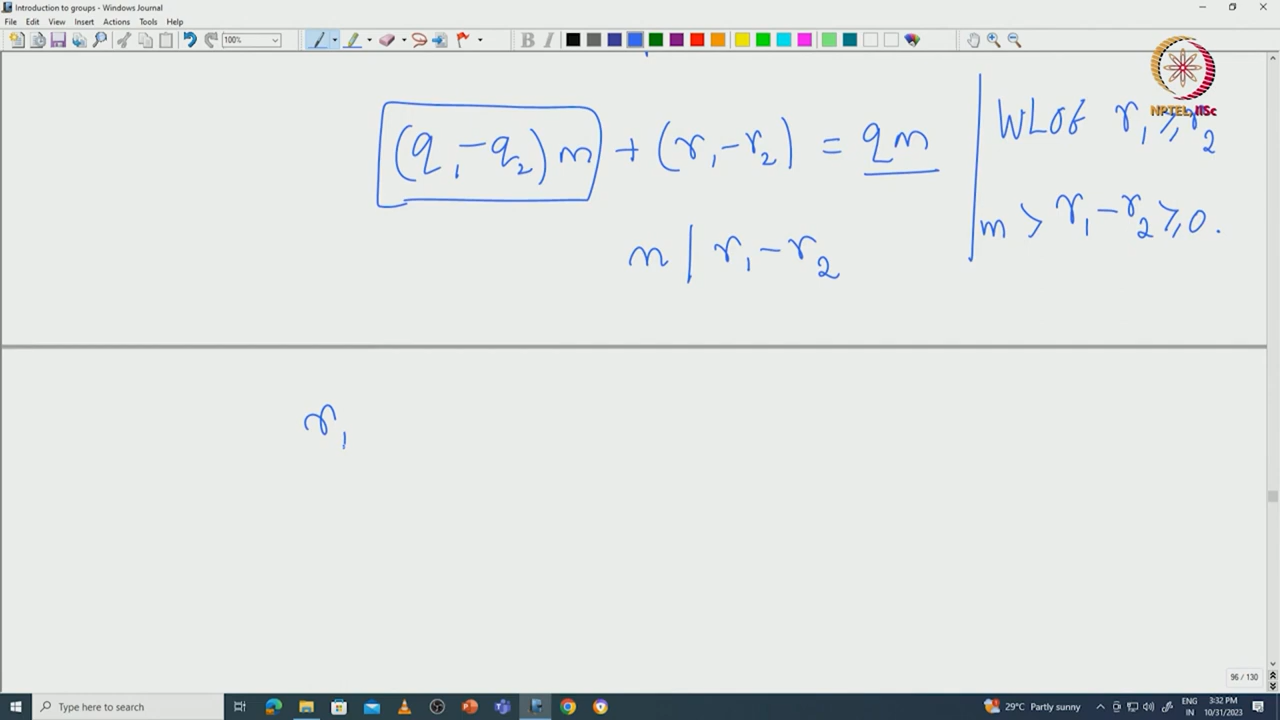 Introduction to groups - Windows Journal
File Edit View Insert Actions Tools Help
100%
B I
NPTEL, IISc
(q₁-q₂)m + (r₁-r₂) = qm
WLOG r₁ ⩾ r₂
m > r₁-r₂ ⩾ 0.
m | r₁-r₂
r₁
96 / 130
Type here to search
29°C Partly sunny
ENG
IN
3:32 PM
10/31/2023